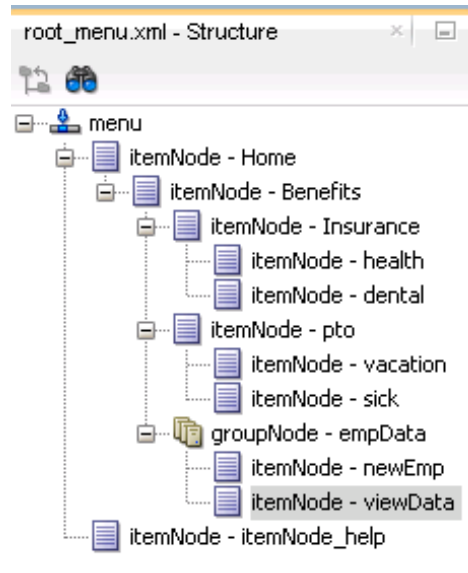 root_menu.xml - Structure
menu
itemNode - Home
itemNode - Benefits
itemNode - Insurance
itemNode - health
itemNode - dental
itemNode - pto
itemNode - vacation
itemNode - sick
groupNode - empData
itemNode - newEmp
itemNode - viewData
itemNode - itemNode_help